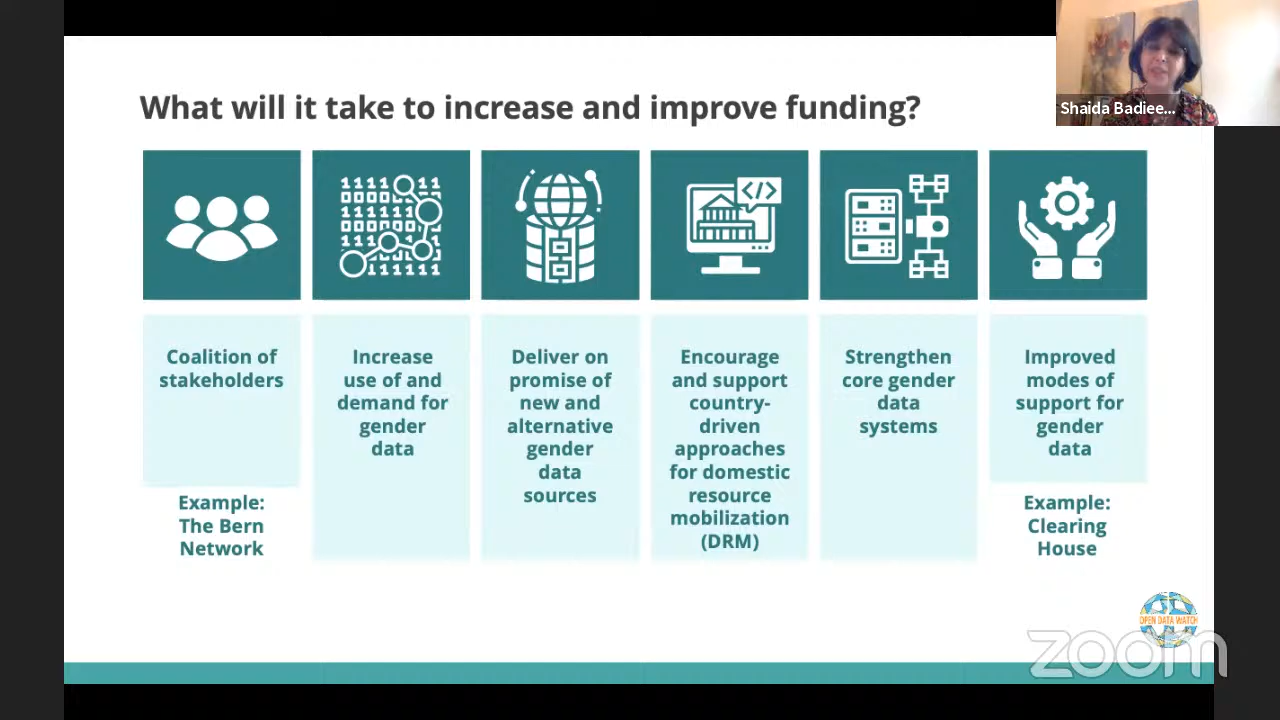 What will it take to increase and improve funding?
Shaida Badiee...
Coalition of
stakeholders
Example:
The Bern
Network
Increase
use of and
demand for
gender
data
Deliver on
promise of
new and
alternative
gender
data
sources
Encourage
and support
country-
driven
approaches
for domestic
resource
mobilization
(DRM)
Strengthen
core gender
data
systems
Improved
modes of
support for
gender
data
Example:
Clearing
House
OPEN DATA WATCH
zoom